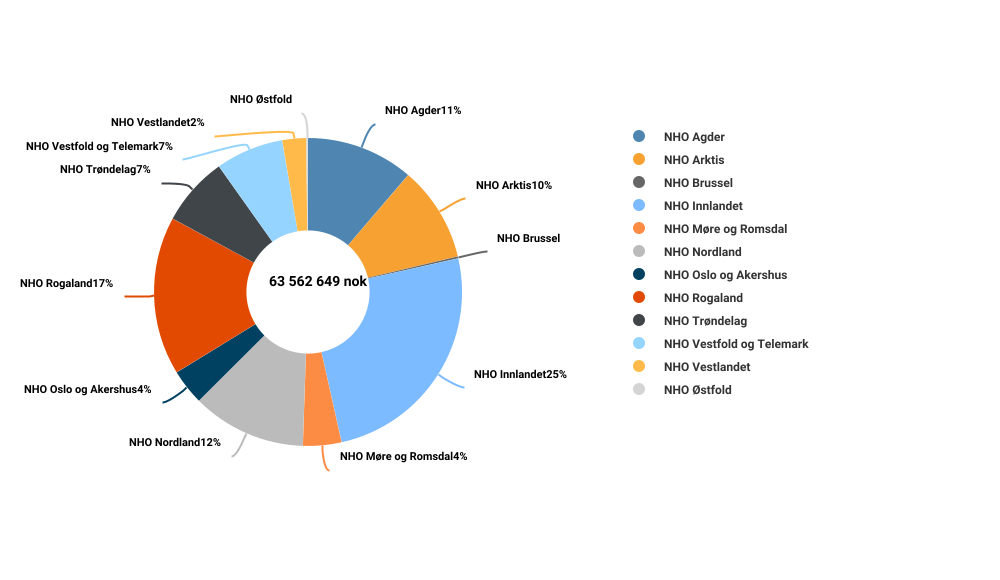 NHO Østfold
NHO Agder11%
NHO Vestlandet2%
NHO Vestfold og Telemark7%
NHO Trøndelag7%
NHO Arktis10%
NHO Brussel
63 562 649 nok
NHO Rogaland17%
NHO Innlandet25%
NHO Oslo og Akershus4%
NHO Nordland12%
NHO Møre og Romsdal4%
NHO Agder
NHO Arktis
NHO Brussel
NHO Innlandet
NHO Møre og Romsdal
NHO Nordland
NHO Oslo og Akershus
NHO Rogaland
NHO Trøndelag
NHO Vestfold og Telemark
NHO Vestlandet
NHO Østfold